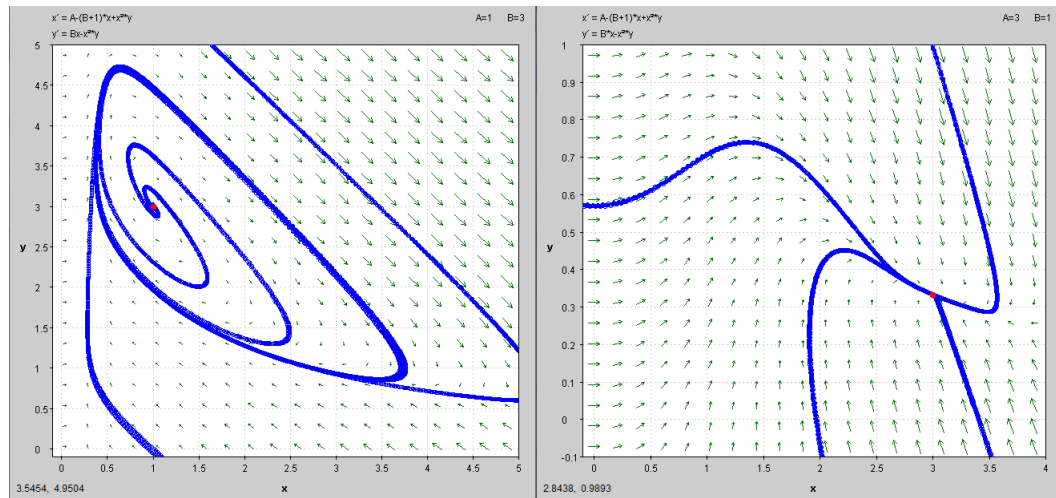 x′ = A-(B+1)*x+x²*y A=1 B=3
y′ = Bx-x²*y
5
4.5
4
3.5
3
y
2.5
2
1.5
1
0.5
0
0 0.5 1 1.5 2 2.5 3 3.5 4 4.5 5
3.5454, 4.9504 x
x′ = A-(B+1)*x+x²*y A=3 B=1
y′ = B*x-x²*y
1
0.9
0.8
0.7
0.6
0.5
y
0.4
0.3
0.2
0.1
0
-0.1
0 0.5 1 1.5 2 2.5 3 3.5 4
2.8438, 0.9893 x